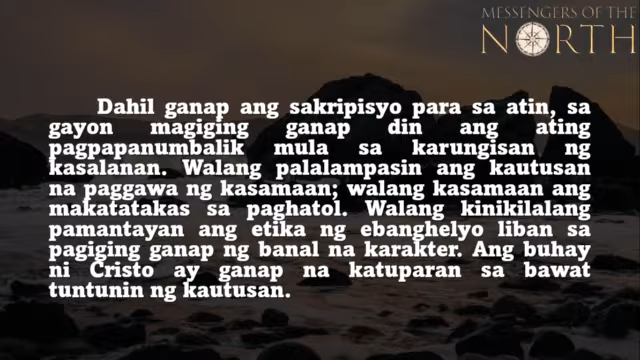 MESSENGERS OF THE
NORTH
Dahil ganap ang sakripisyo para sa atin, sa
gayon magiging ganap din ang ating
pagpapanumbalik mula sa karungisan ng
kasalanan. Walang palalampasin ang kautusan
na paggawa ng kasamaan; walang kasamaan ang
makatatakas sa paghatol. Walang kinikilalang
pamantayan ang etika ng ebanghelyo liban sa
pagiging ganap ng banal na karakter. Ang buhay
ni Cristo ay ganap na katuparan sa bawat
tuntunin ng kautusan.